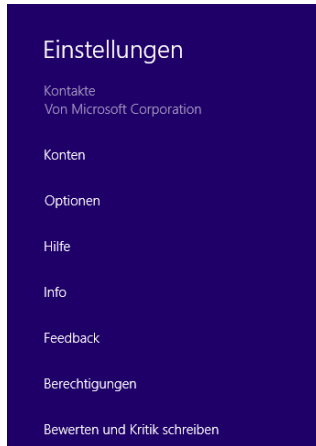 Einstellungen
Kontakte
Von Microsoft Corporation
Konten
Optionen
Hilfe
Info
Feedback
Berechtigungen
Bewerten und Kritik schreiben